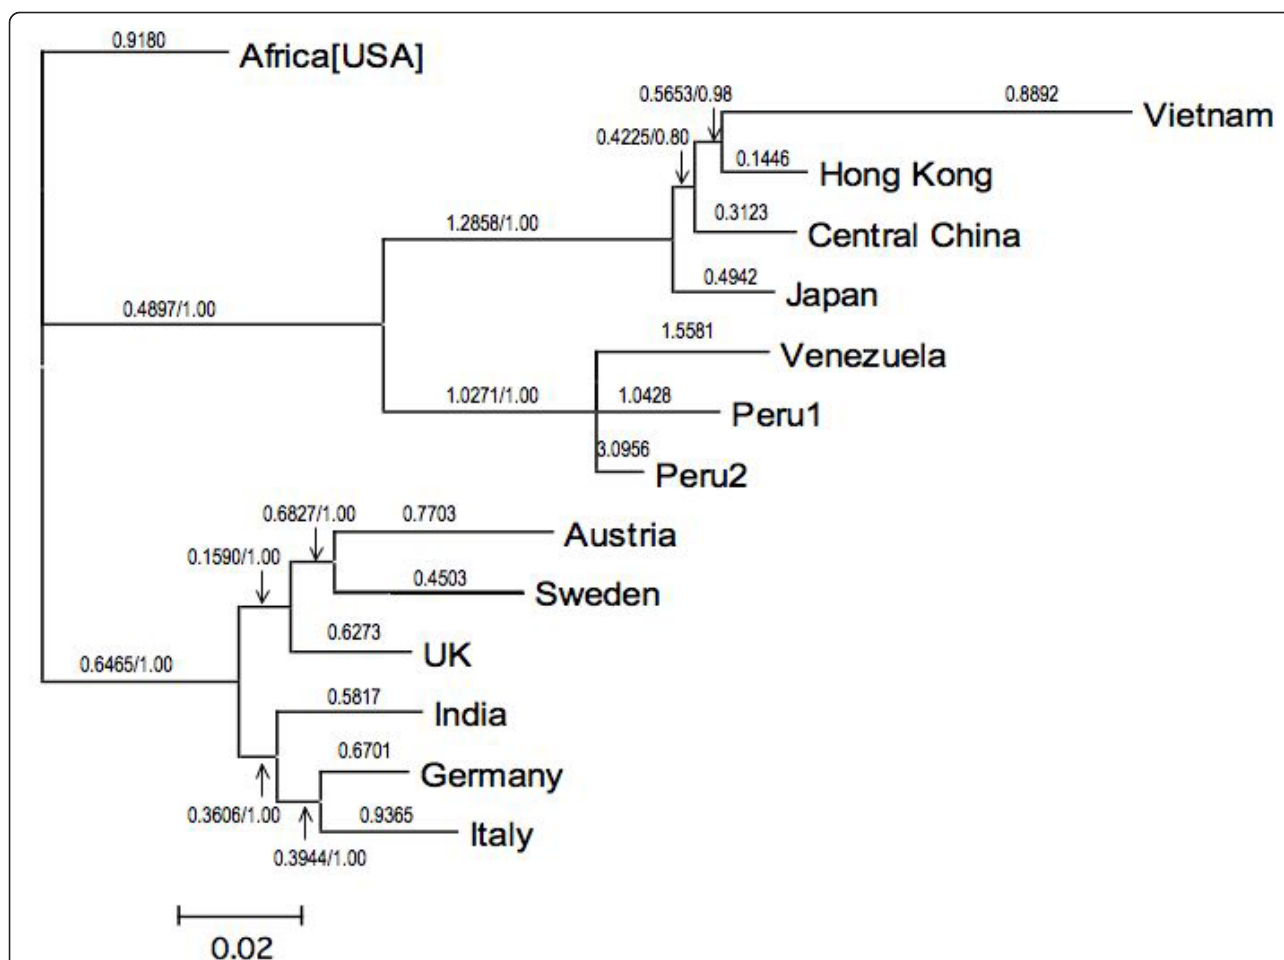 0.9180
Africa[USA]
0.5653/0.98
0.8892
Vietnam
0.4225/0.80
0.1446
Hong Kong
0.3123
Central China
1.2858/1.00
0.4942
Japan
0.4897/1.00
1.5581
Venezuela
1.0271/1.00
1.0428
Peru1
3.0956
Peru2
0.6827/1.00
0.7703
Austria
0.1590/1.00
0.4503
Sweden
0.6273
UK
0.6465/1.00
0.5817
India
0.6701
Germany
0.3606/1.00
0.9365
Italy
0.3944/1.00
0.02